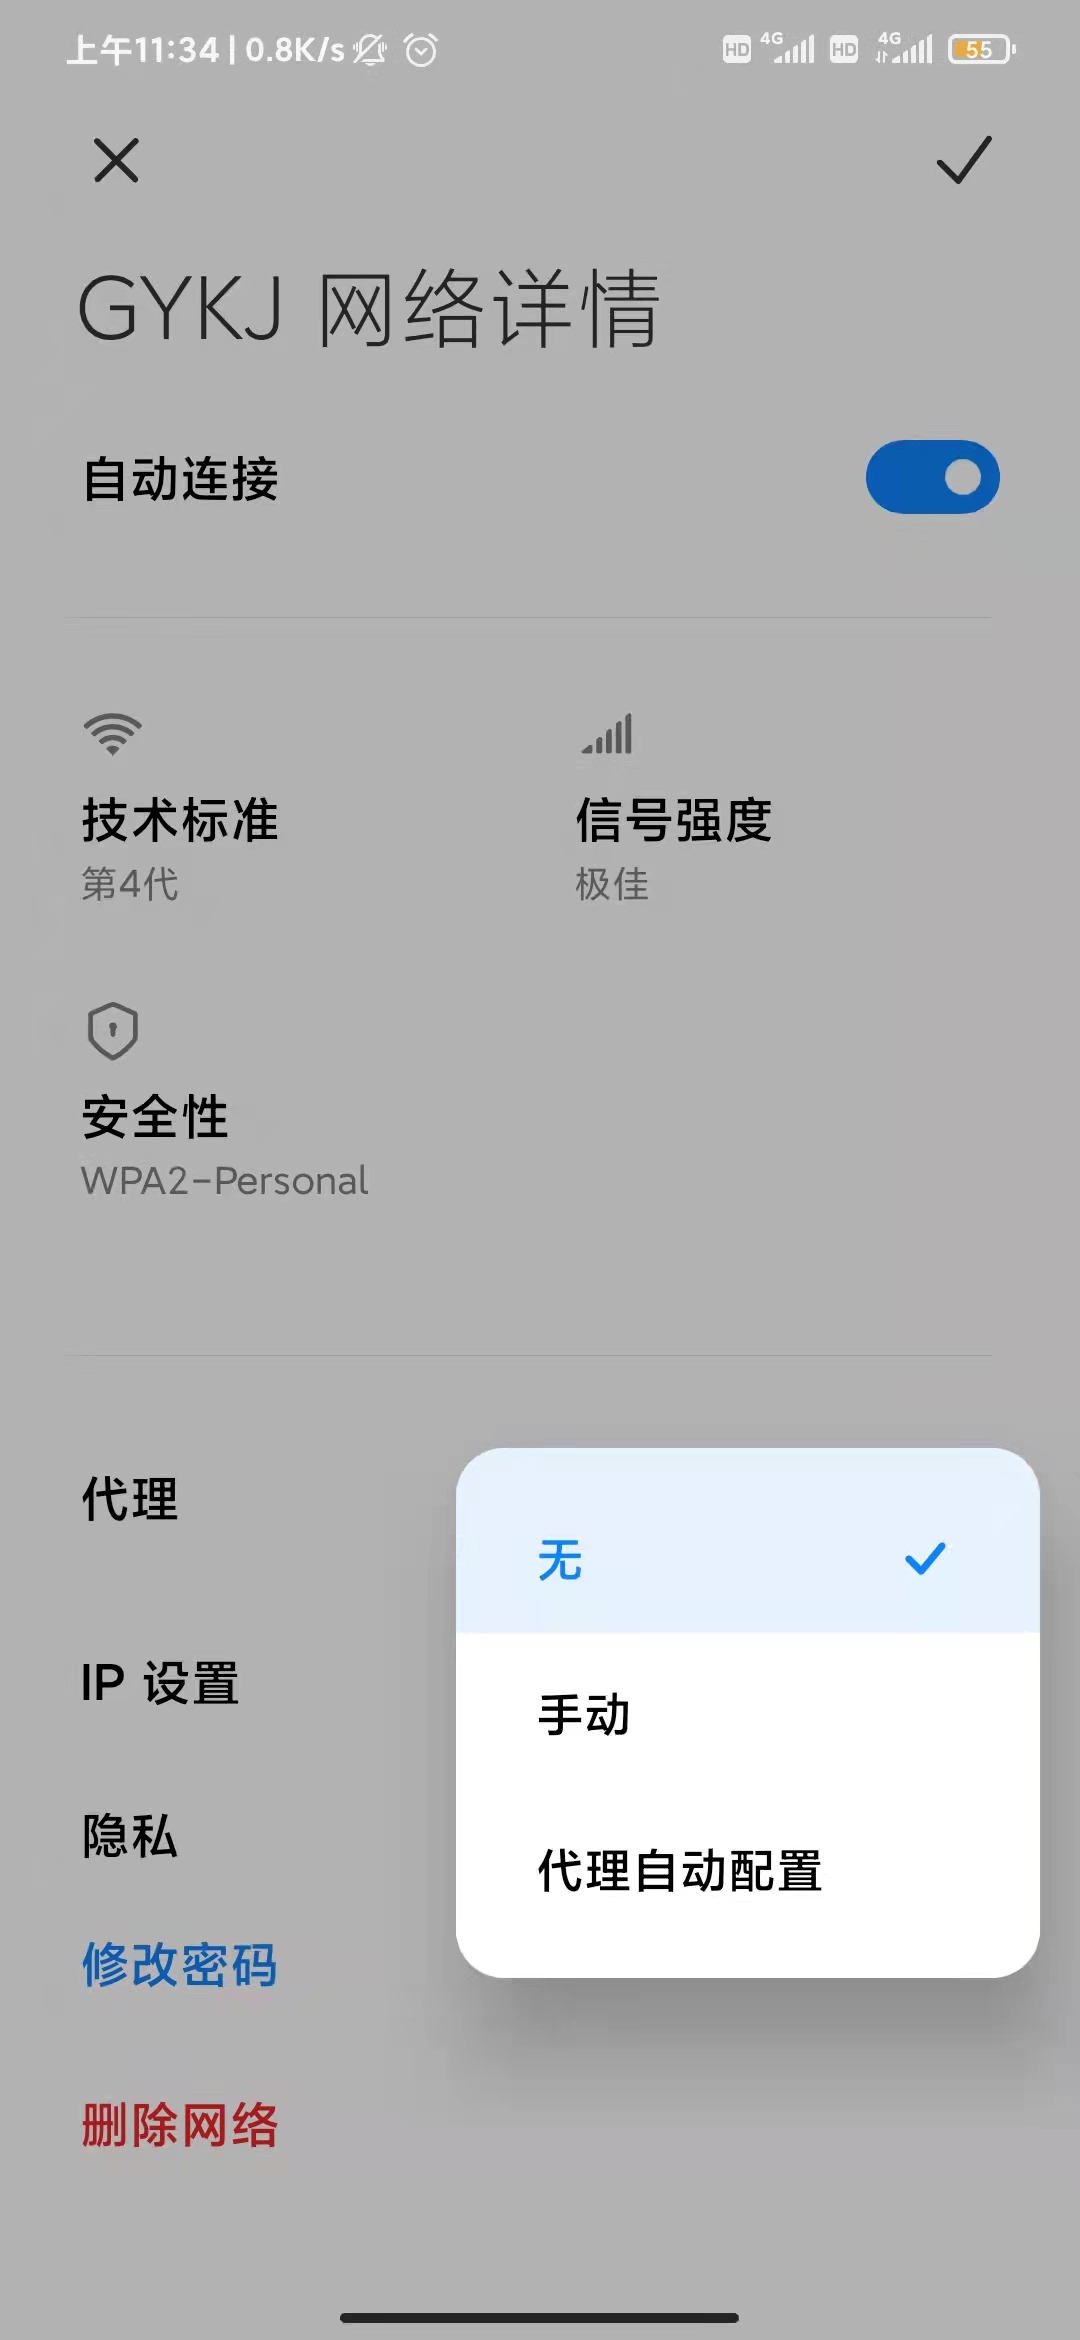 上午11:34 | 0.8K/s HD 4G HD 4G 55
GYKJ 网络详情
自动连接
技术标准 信号强度
第4代 极佳
安全性
WPA2-Personal
代理
无
IP 设置
手动
隐私
代理自动配置
修改密码
删除网络